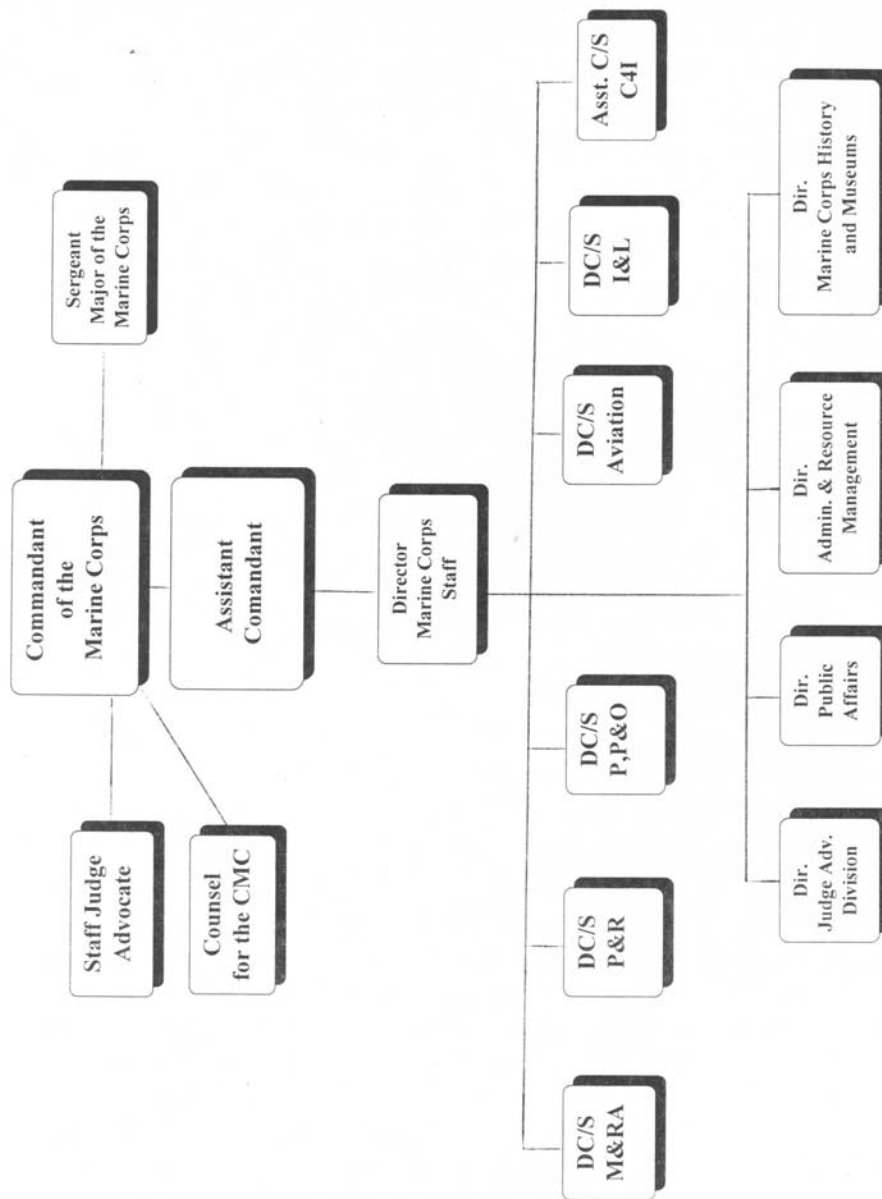 Commandant
of the
Marine Corps
Sergeant
Major of the
Marine Corps
Staff Judge
Advocate
Counsel
for the CMC
Assistant
Comandant
Director
Marine Corps
Staff
DC/S
M&RA
DC/S
P&R
DC/S
P,P&O
DC/S
Aviation
DC/S
I&L
Asst. C/S
C4I
Dir.
Judge Adv.
Division
Dir.
Public
Affairs
Dir.
Admin. & Resource
Management
Dir.
Marine Corps History
and Museums